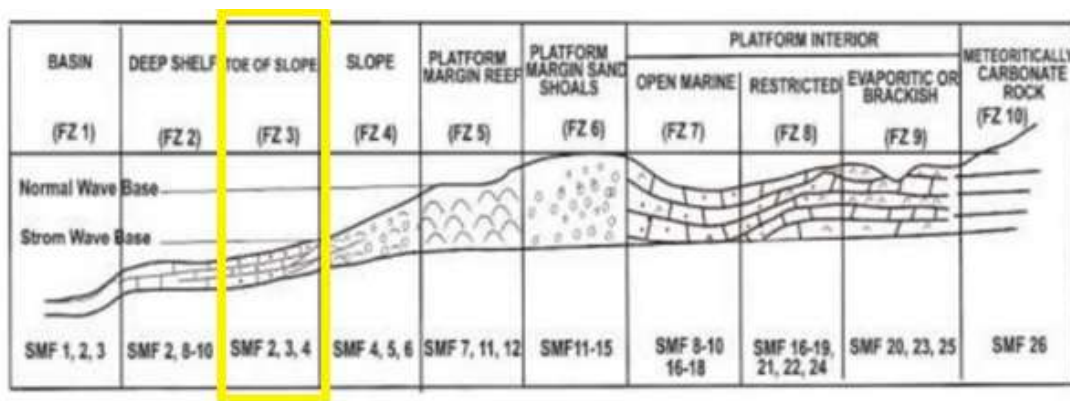 BASIN
(FZ 1)
DEEP SHELF
(FZ 2)
TOE OF SLOPE
(FZ 3)
SLOPE
(FZ 4)
PLATFORM
MARGIN REEF
(FZ 5)
PLATFORM
MARGIN SAND
SHOALS
(FZ 6)
PLATFORM INTERIOR
OPEN MARINE
(FZ 7)
RESTRICTED
(FZ 8)
EVAPORITIC OR
BRACKISH
(FZ 9)
METEORITICALLY
CARBONATE
ROCK
(FZ 10)
Normal Wave Base
Strom Wave Base
SMF 1, 2, 3
SMF 2, 8-10
SMF 2, 3, 4
SMF 4, 5, 6
SMF 7, 11, 12
SMF11-15
SMF 8-10
16-18
SMF 16-19,
21, 22, 24
SMF 20, 23, 25
SMF 26